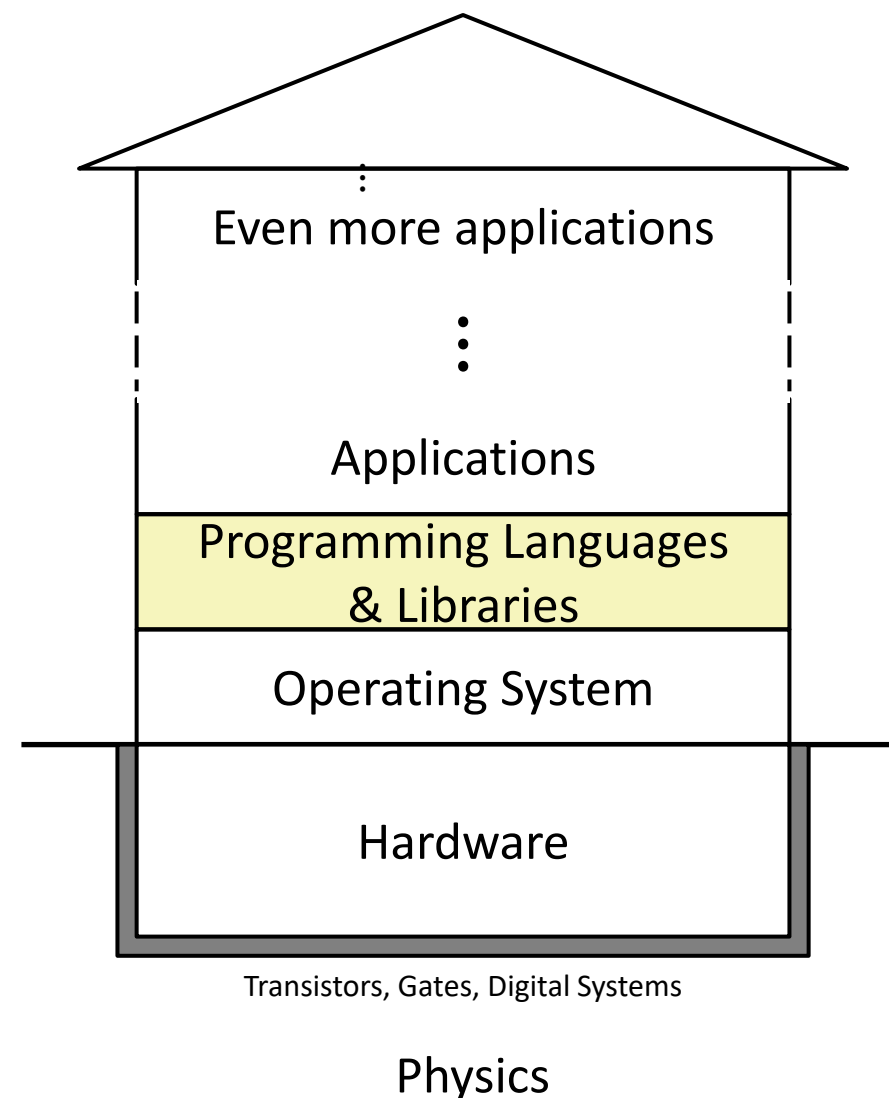 Even more applications
Applications
Programming Languages
& Libraries
Operating System
Hardware
Transistors, Gates, Digital Systems
Physics